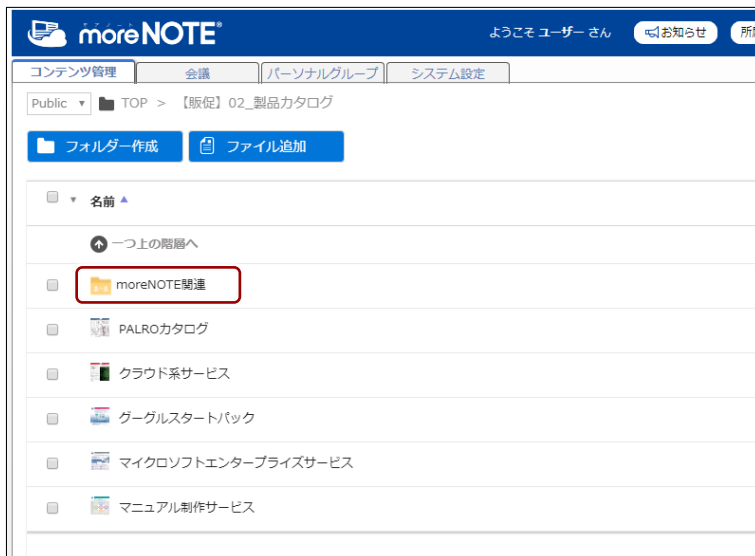 モアノート
moreNOTE®
ようこそ ユーザー さん
お知らせ
コンテンツ管理
会議
パーソナルグループ
システム設定
Public ▼ TOP > 【販促】02_製品カタログ
フォルダー作成
ファイル追加
▼ 名前 ▲
一つ上の階層へ
moreNOTE関連
PALROカタログ
クラウド系サービス
グーグルスタートパック
マイクロソフトエンタープライズサービス
マニュアル制作サービス